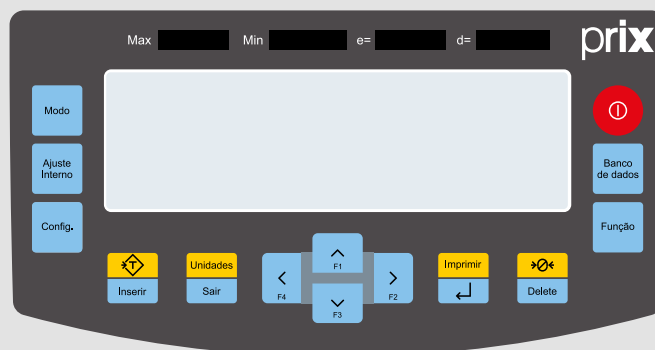 Max Min e= d=
prix
Modo
Ajuste
Interno
Config.
Banco
de dados
Função
T
Inserir
Unidades
Sair
F1
F4
F2
F3
Imprimir
0
Delete